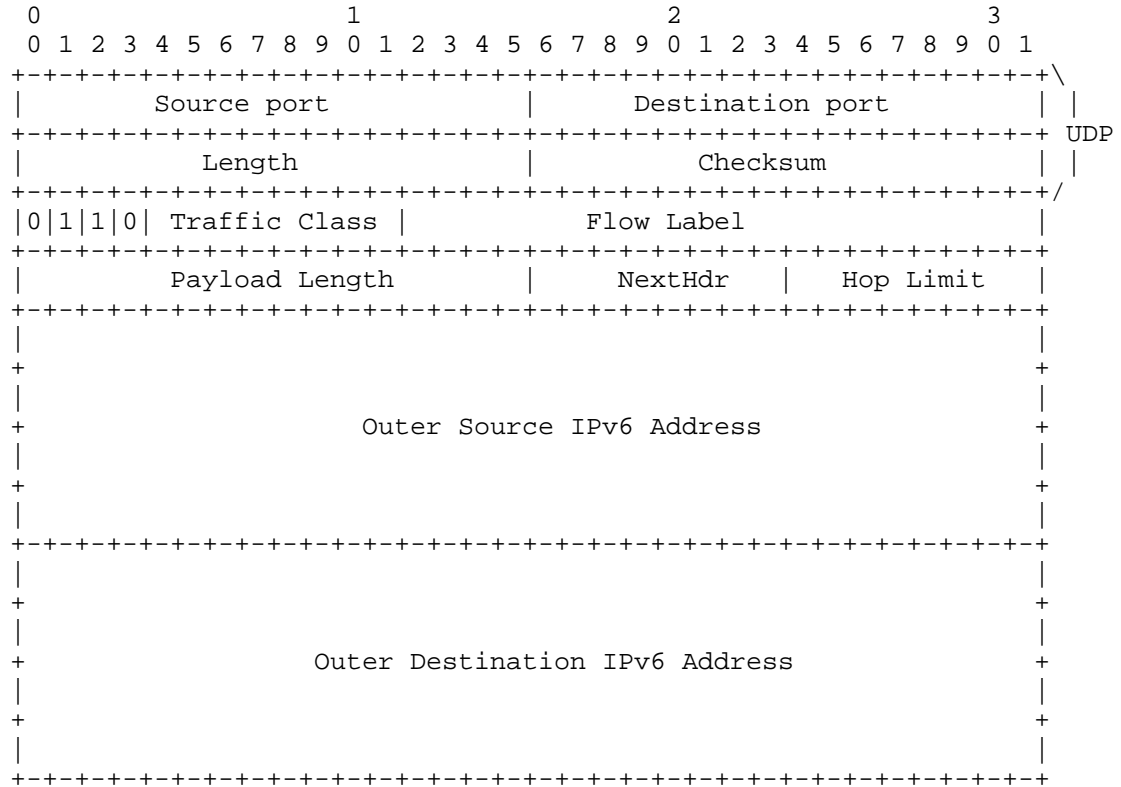 0                   1                   2                   3
0 1 2 3 4 5 6 7 8 9 0 1 2 3 4 5 6 7 8 9 0 1 2 3 4 5 6 7 8 9 0 1
+-+-+-+-+-+-+-+-+-+-+-+-+-+-+-+-+-+-+-+-+-+-+-+-+-+-+-+-+-+-+-+-+\
|        Source port            |      Destination port         | |
+-+-+-+-+-+-+-+-+-+-+-+-+-+-+-+-+-+-+-+-+-+-+-+-+-+-+-+-+-+-+-+-+ UDP
|           Length              |          Checksum             | |
+-+-+-+-+-+-+-+-+-+-+-+-+-+-+-+-+-+-+-+-+-+-+-+-+-+-+-+-+-+-+-+-+/
|0|1|1|0| Traffic Class |           Flow Label                  |
+-+-+-+-+-+-+-+-+-+-+-+-+-+-+-+-+-+-+-+-+-+-+-+-+-+-+-+-+-+-+-+-+
|         Payload Length        |     NextHdr   |   Hop Limit   |
+-+-+-+-+-+-+-+-+-+-+-+-+-+-+-+-+-+-+-+-+-+-+-+-+-+-+-+-+-+-+-+-+
|                                                               |
+                                                               +
|                                                               |
+                     Outer Source IPv6 Address                 +
|                                                               |
+                                                               +
|                                                               |
+-+-+-+-+-+-+-+-+-+-+-+-+-+-+-+-+-+-+-+-+-+-+-+-+-+-+-+-+-+-+-+-+
|                                                               |
+                                                               +
|                                                               |
+                  Outer Destination IPv6 Address               +
|                                                               |
+                                                               +
|                                                               |
+-+-+-+-+-+-+-+-+-+-+-+-+-+-+-+-+-+-+-+-+-+-+-+-+-+-+-+-+-+-+-+-+